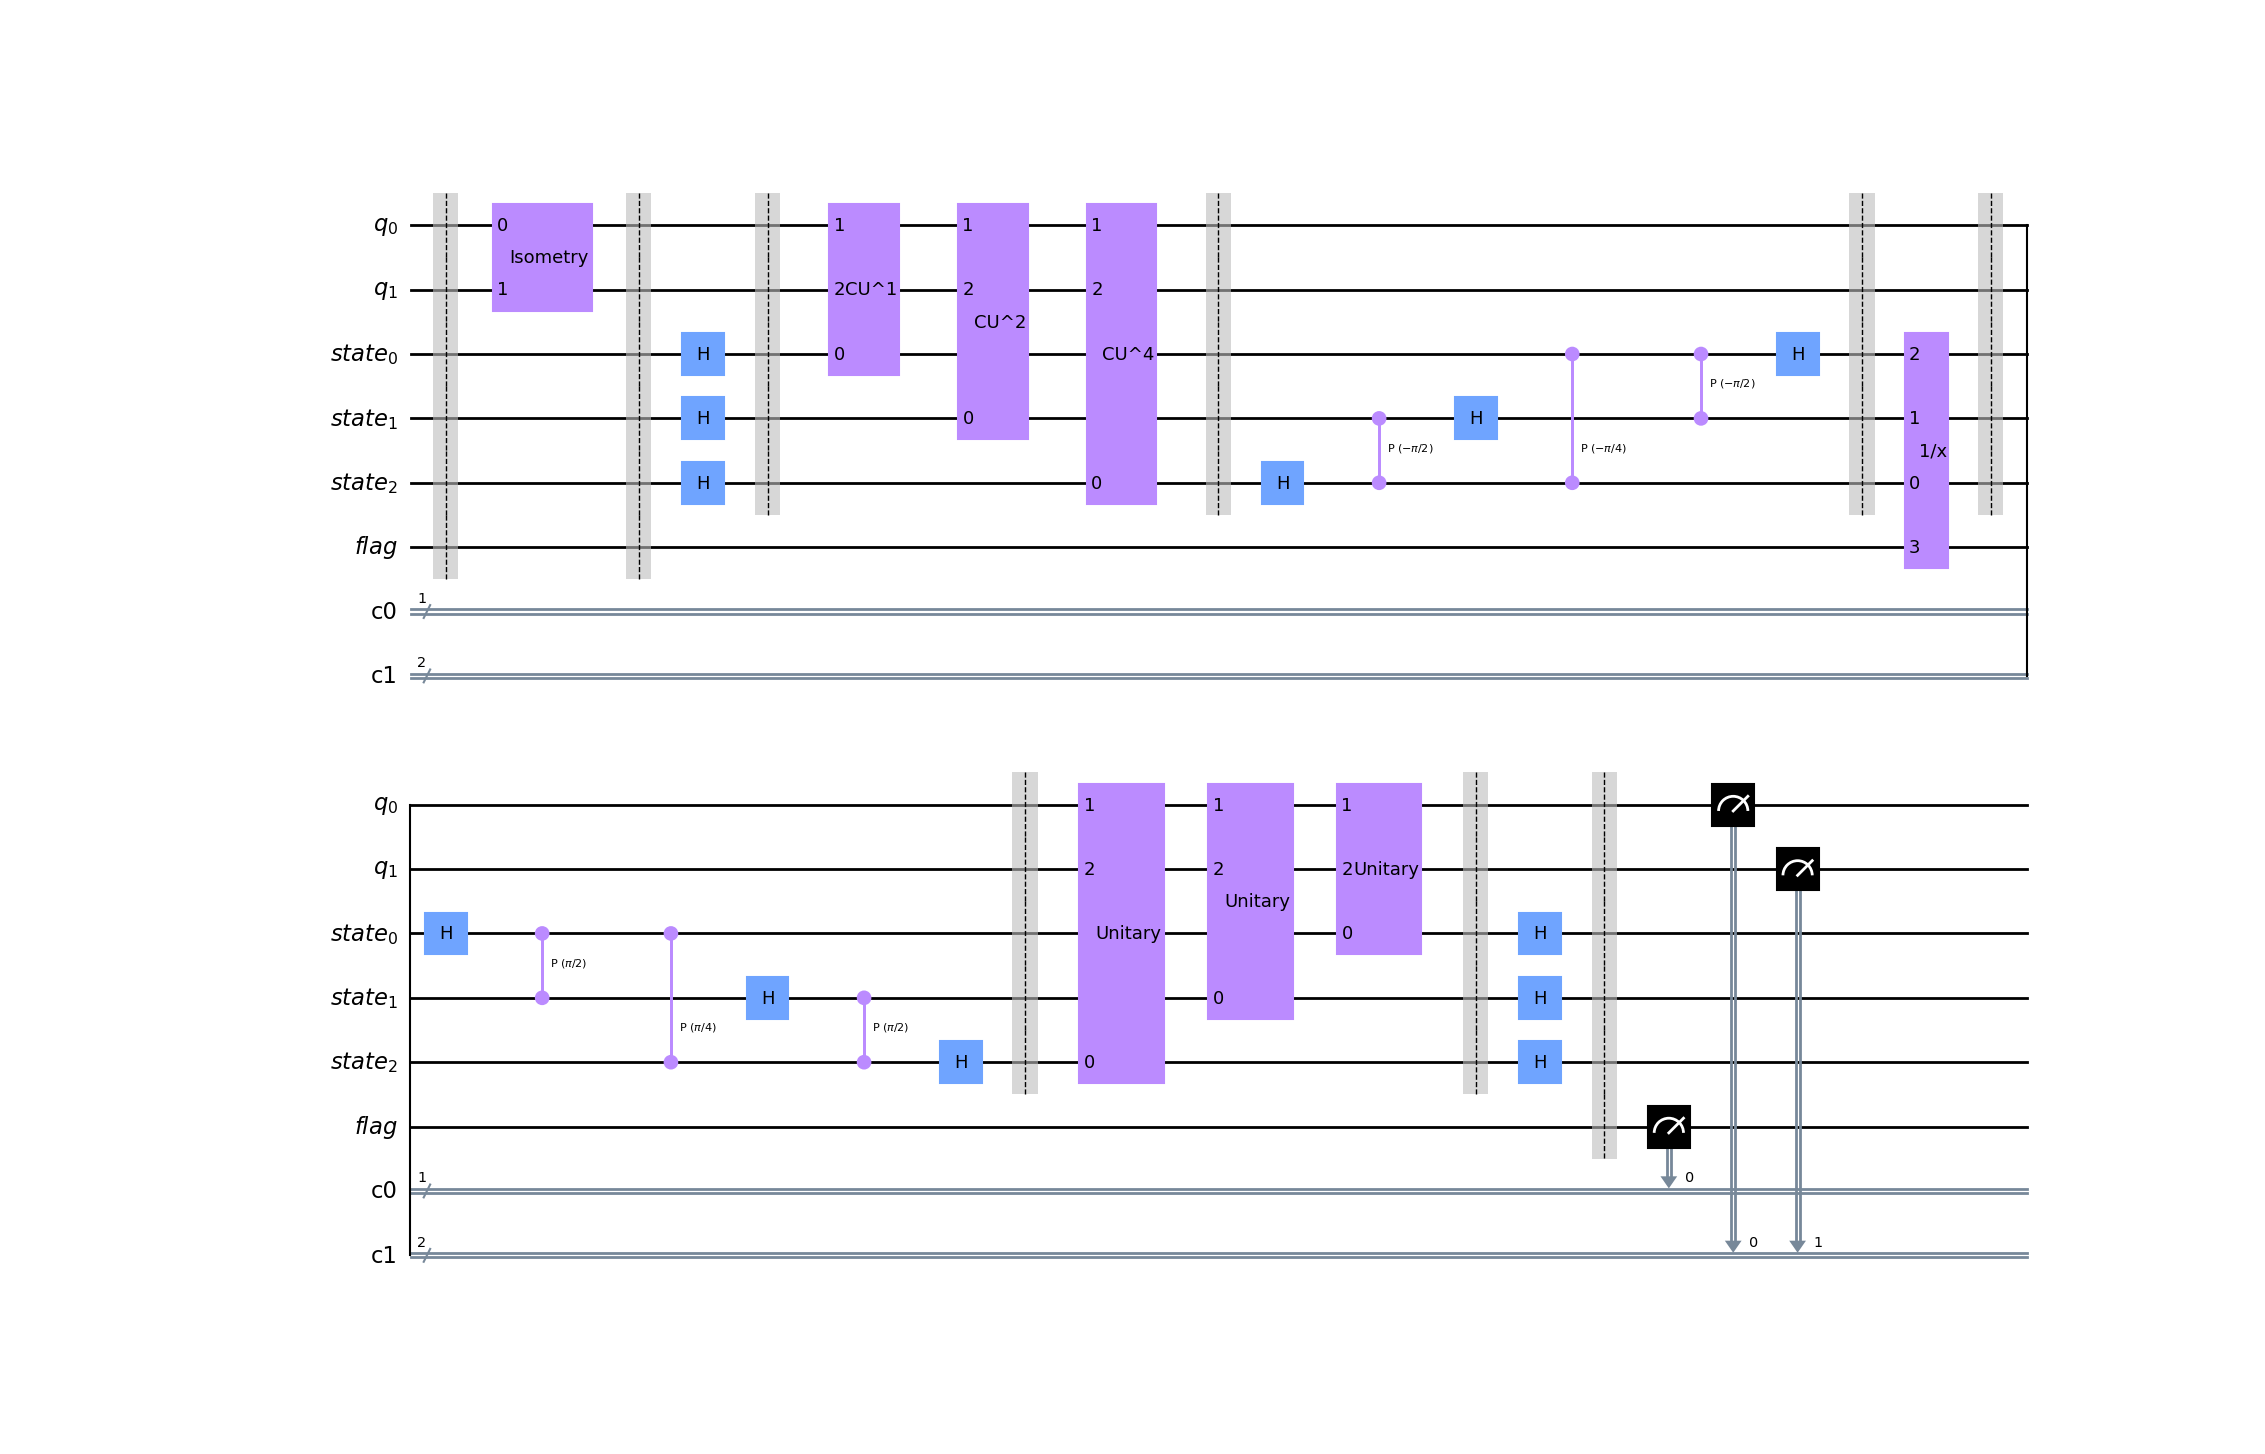 q0 0 1 1 1
Isometry
q1 1 2CU^1 2 2
CU^2
state0 H 0 CU^4 H 2
P (−π/2)
state1 H 0 H 1
P (−π/2) P (−π/4) 1/x
state2 H 0 H 0
flag 3
c0 1
c1 2
q0 1 1 1
q1 2 2 2Unitary
Unitary
state0 H Unitary 0 H
P (π/2)
state1 H 0 H
P (π/4) P (π/2)
state2 H 0 H
flag
c0 1 0
c1 2 0 1